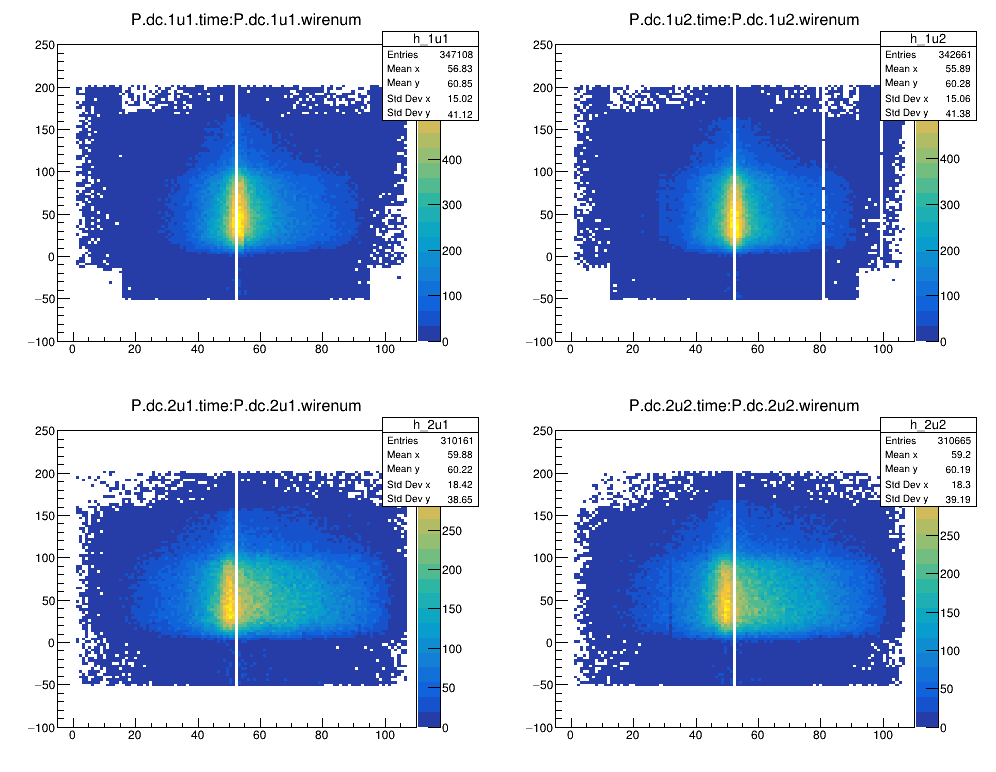 P.dc.1u1.time:P.dc.1u1.wirenum
h_1u1
Entries 347108
Mean x 56.83
Mean y 60.85
Std Dev x 15.02
Std Dev y 41.12
250
200
150
100
50
0
−50
−100
0 20 40 60 80 100
400
300
200
100
0
P.dc.1u2.time:P.dc.1u2.wirenum
h_1u2
Entries 342661
Mean x 55.89
Mean y 60.28
Std Dev x 15.06
Std Dev y 41.38
250
200
150
100
50
0
−50
−100
0 20 40 60 80 100
400
300
200
100
0
P.dc.2u1.time:P.dc.2u1.wirenum
h_2u1
Entries 310161
Mean x 59.88
Mean y 60.22
Std Dev x 18.42
Std Dev y 38.65
250
200
150
100
50
0
−50
−100
0 20 40 60 80 100
250
200
150
100
50
0
P.dc.2u2.time:P.dc.2u2.wirenum
h_2u2
Entries 310665
Mean x 59.2
Mean y 60.19
Std Dev x 18.3
Std Dev y 39.19
250
200
150
100
50
0
−50
−100
0 20 40 60 80 100
250
200
150
100
50
0